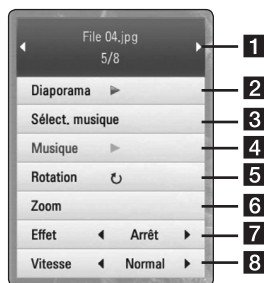 File 04.jpg 1
5/8
Diaporama 2
Sélect. musique 3
Musique 4
Rotation 5
Zoom 6
Effet Arrêt 7
Vitesse Normal 8